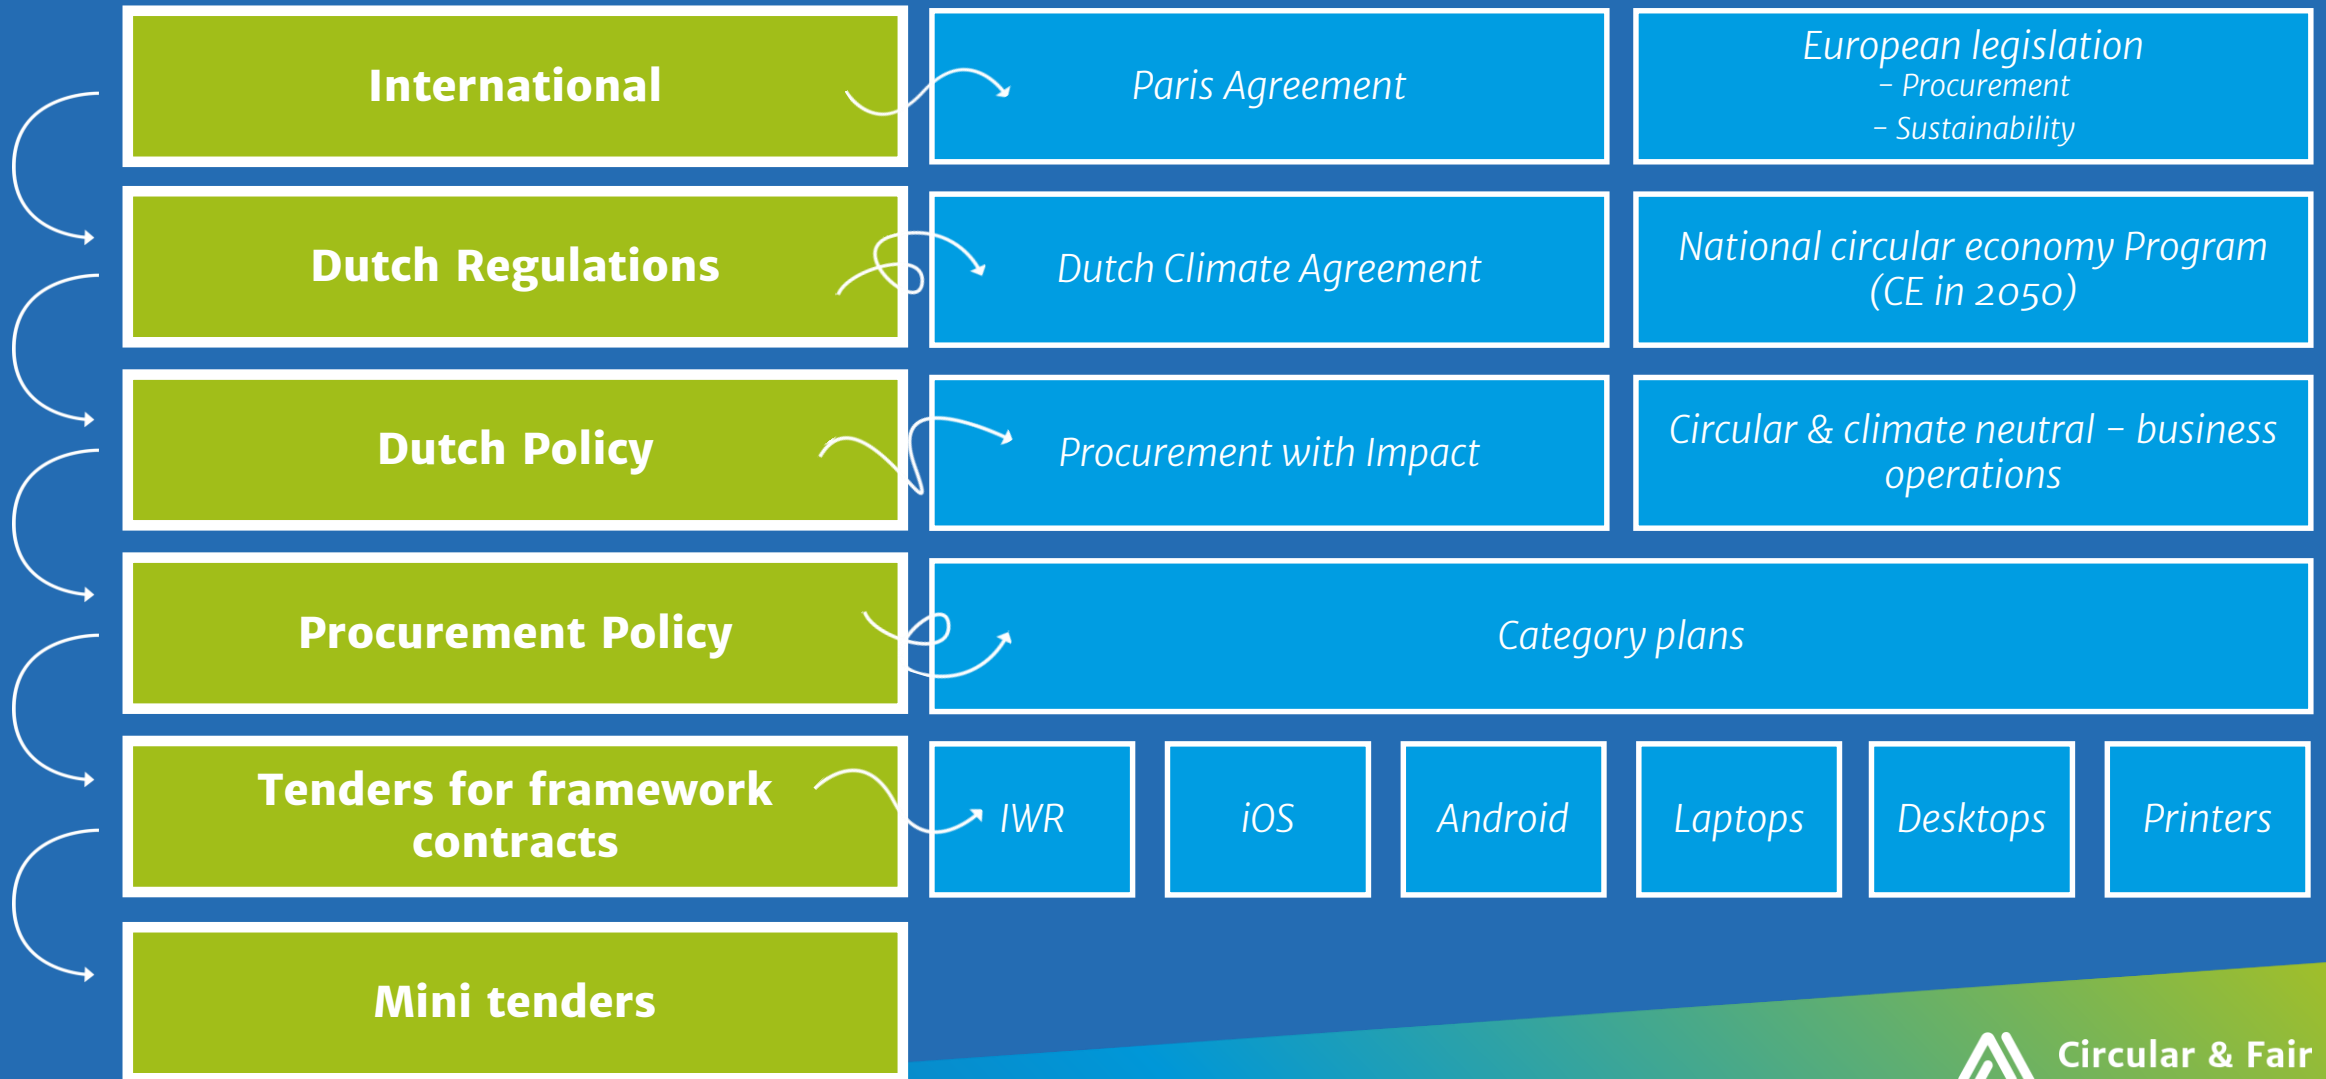 International
Paris Agreement
European legislation
– Procurement
– Sustainability
Dutch Regulations
Dutch Climate Agreement
National circular economy Program
(CE in 2050)
Dutch Policy
Procurement with Impact
Circular & climate neutral – business
operations
Procurement Policy
Category plans
Tenders for framework
contracts
IWR
iOS
Android
Laptops
Desktops
Printers
Mini tenders
Circular & Fair